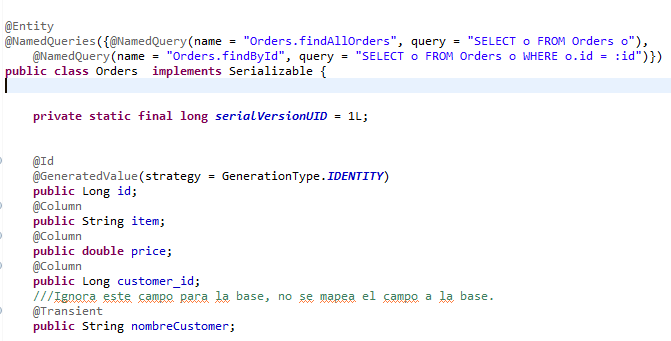 @Entity
@NamedQueries({@NamedQuery(name = "Orders.findAllOrders", query = "SELECT o FROM Orders o"),
    @NamedQuery(name = "Orders.findById", query = "SELECT o FROM Orders o WHERE o.id = :id")})
public class Orders  implements Serializable {
    private static final long serialVersionUID = 1L;
    @Id
    @GeneratedValue(strategy = GenerationType.IDENTITY)
    public Long id;
    @Column
    public String item;
    @Column
    public double price;
    @Column
    public Long customer_id;
    ///Ignora este campo para la base, no se mapea el campo a la base.
    @Transient
    public String nombreCustomer;